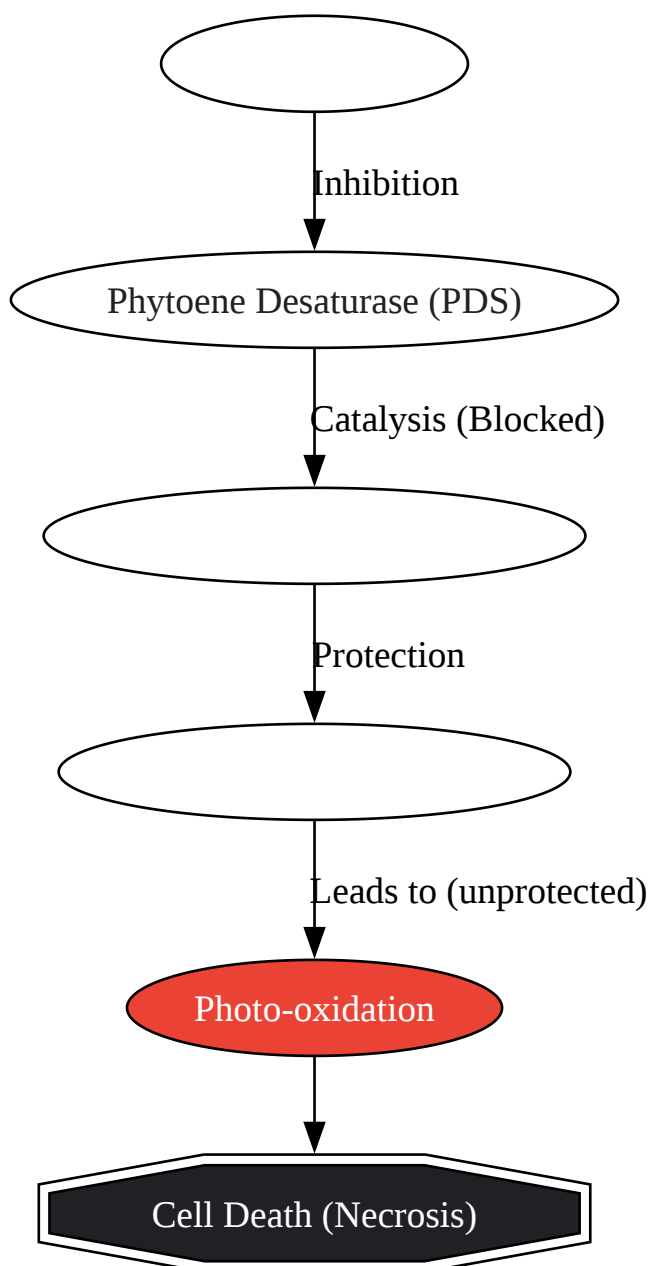 Inhibition
Phytoene Desaturase (PDS)
Catalysis (Blocked)
Protection
Leads to (unprotected)
Photo-oxidation
Cell Death (Necrosis)